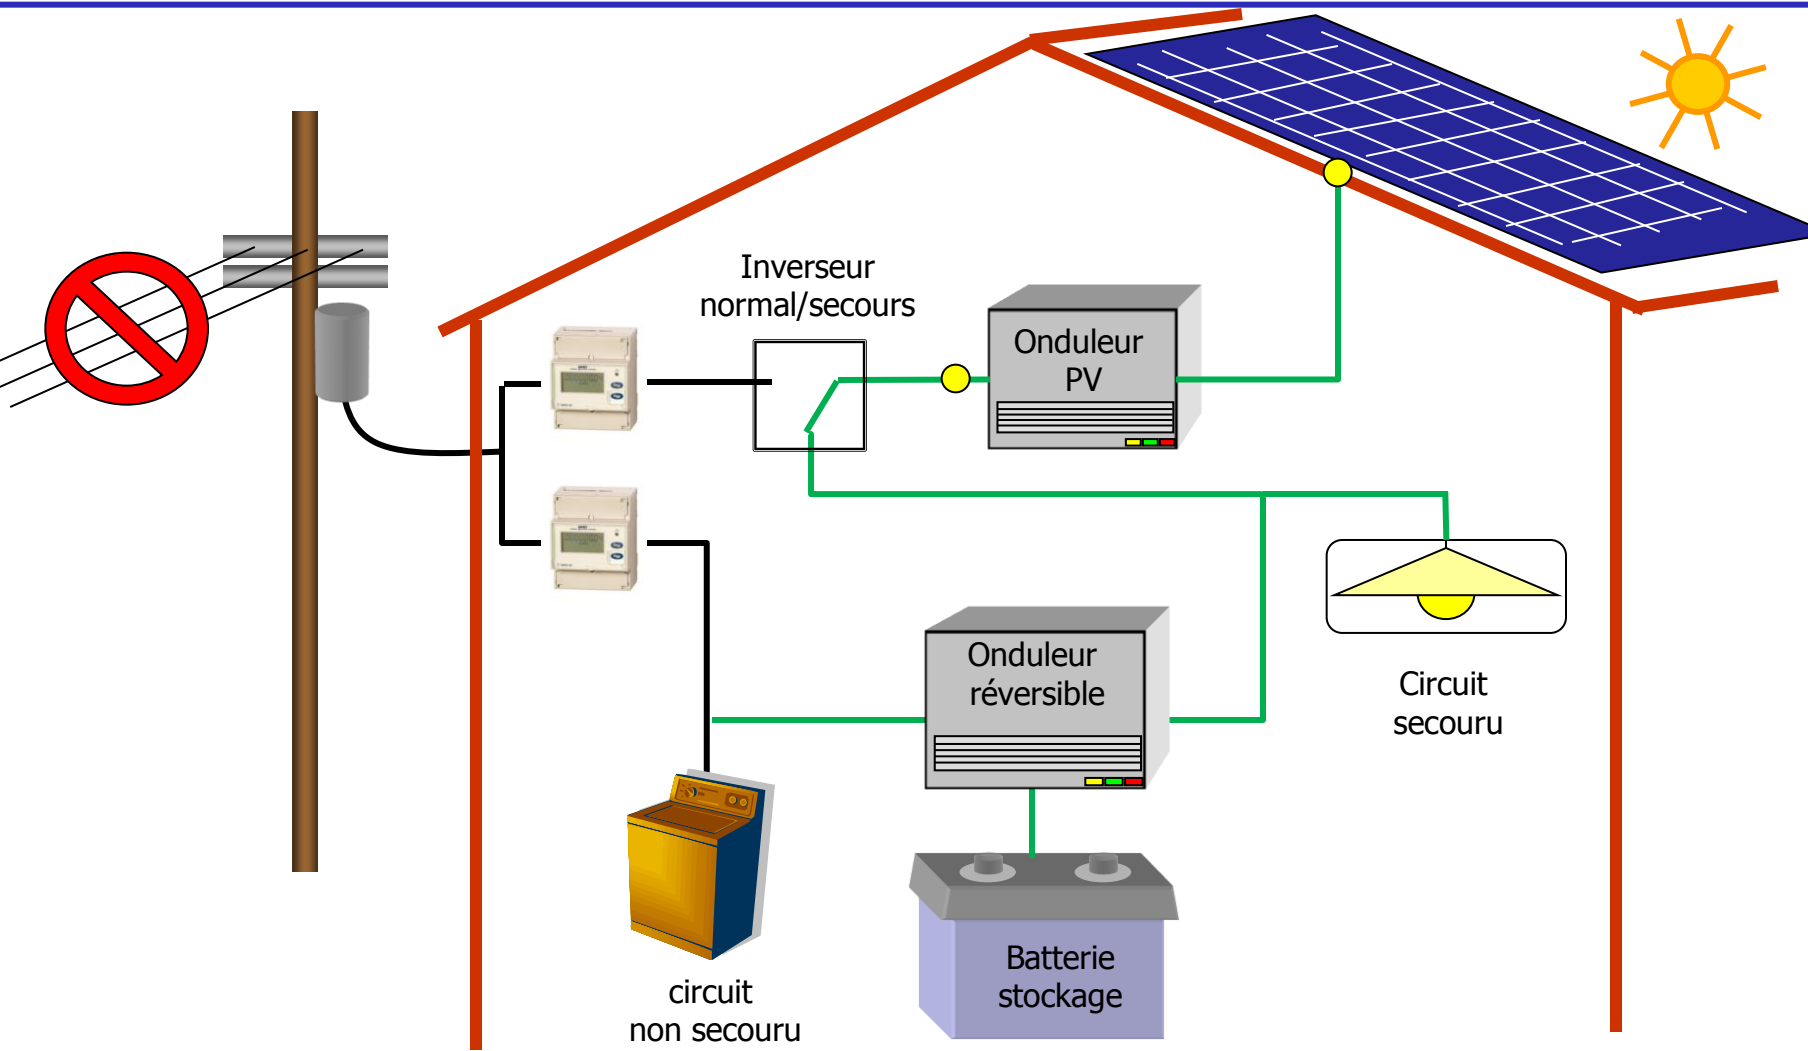 Inverseur
normal/secours
Onduleur
PV
Onduleur
réversible
Circuit
secouru
Batterie
stockage
circuit
non secouru